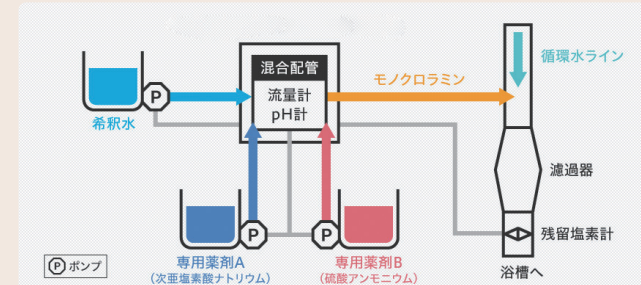 混合配管
流量計
pH計
P
希釈水
モノクロラミン
循環水ライン
濾過器
残留塩素計
浴槽へ
P
専用薬剤A
(次亜塩素酸ナトリウム)
P
専用薬剤B
(硫酸アンモニウム)
P ポンプ